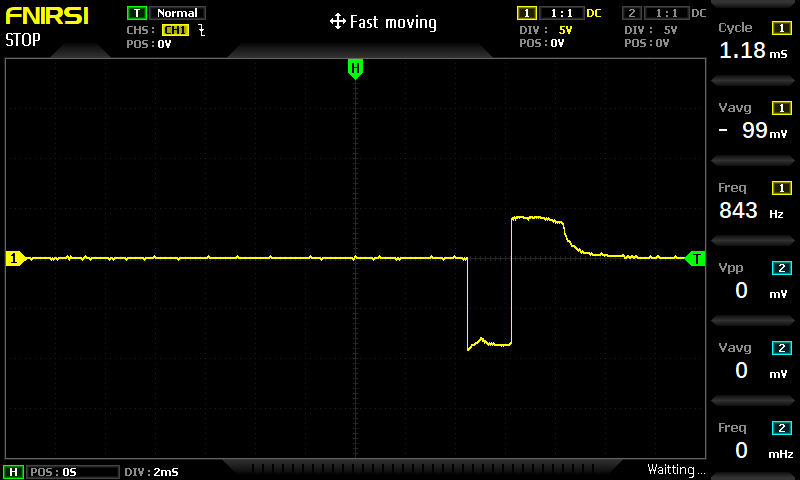 FNIRSI
STOP
T Normal
CHS: CH1
POS: 0V
Fast moving
1 1:1 DC
DIV: 5V
POS: 0V
2 1:1 DC
DIV: 5V
POS: 0V
H
1
T
Cycle 1
1.18 mS
Vavg 1
- 99 mV
Freq 1
843 Hz
Vpp 2
0 mV
Vavg 2
0 mV
Freq 2
0 mHz
H POS: 0S DIV: 2mS
Waitting...